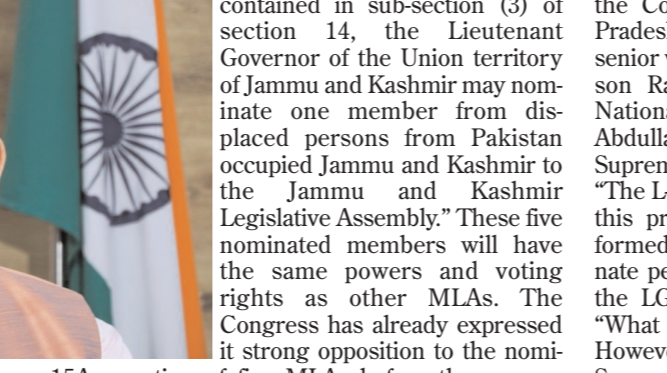 contained in sub-section (3) of
section 14, the Lieutenant
Governor of the Union territory
of Jammu and Kashmir may nom-
inate one member from dis-
placed persons from Pakistan
occupied Jammu and Kashmir to
the Jammu and Kashmir
Legislative Assembly.” These five
nominated members will have
the same powers and voting
rights as other MLAs. The
Congress has already expressed
it strong opposition to the nomi-
the Co
Prades
senior
son Ra
Nationa
Abdulla
Suprem
“The L
this pr
formed
nate pe
the LG
“What
Howev